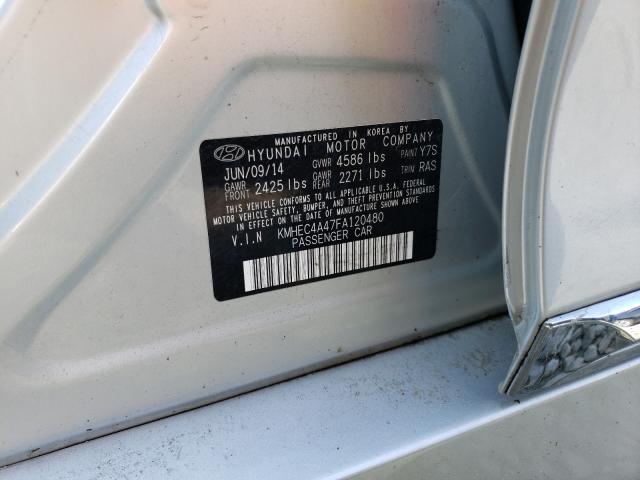 MANUFACTURED IN KOREA BY
HYUNDAI MOTOR COMPANY
JUN/09/14 GVWR 4586 lbs PAINT Y7S
GAWR FRONT 2425 lbs GAWR REAR 2271 lbs TRIM RAS
THIS VEHICLE CONFORMS TO ALL APPLICABLE U.S.A. FEDERAL
MOTOR VEHICLE SAFETY, BUMPER, AND THEFT PREVENTION STANDARDS
IN EFFECT ON THE DATE OF MANUFACTURE SHOWN ABOVE.
V.I.N KMHEC4A47FA120480
PASSENGER CAR